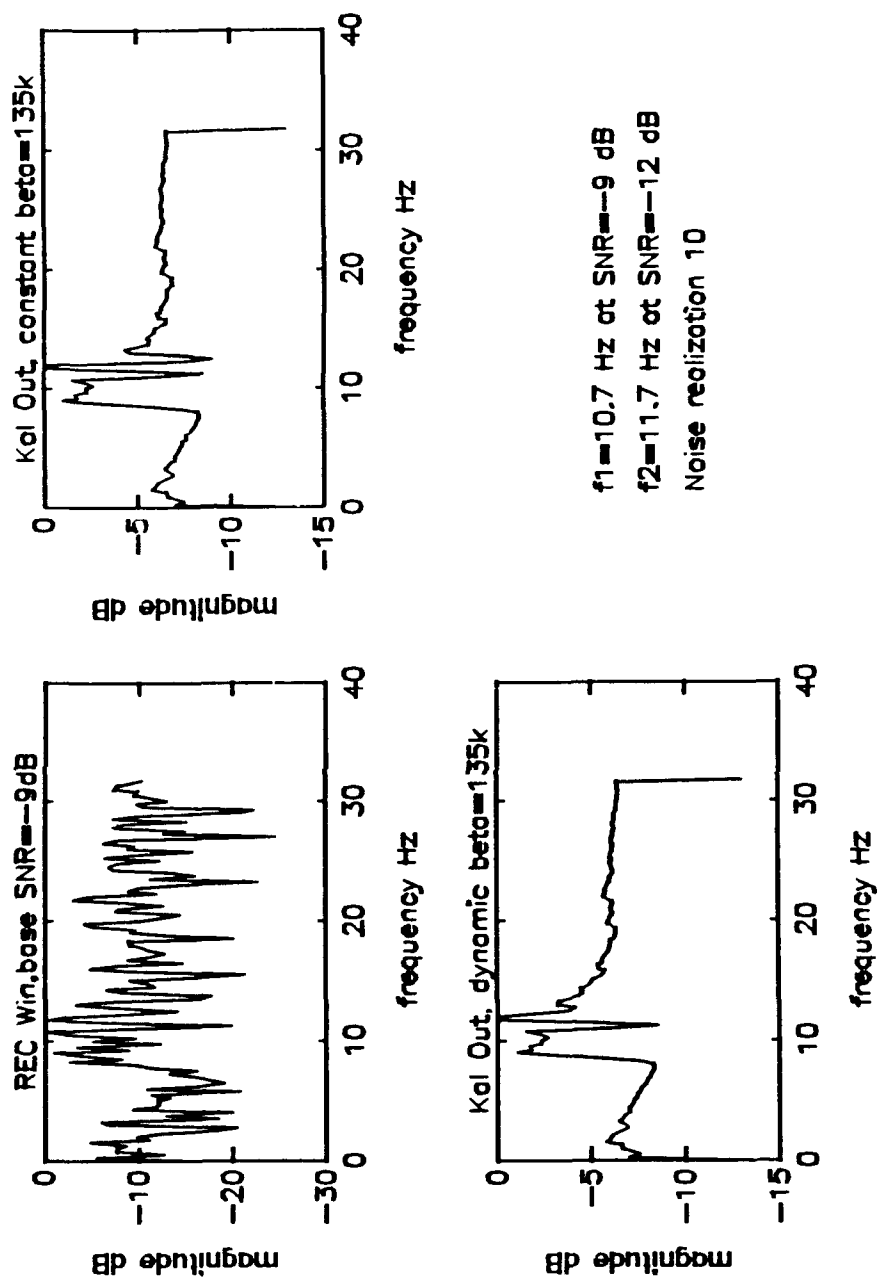 REC Win,base SNR=-9dB
0
-10
-20
-30
magnitude dB
0
10
20
30
40
frequency Hz
Kal Out, constant beta=135k
0
-5
-10
-15
magnitude dB
0
10
20
30
40
frequency Hz
Kal Out, dynamic beta=135k
0
-5
-10
-15
magnitude dB
0
10
20
30
40
frequency Hz
f1=10.7 Hz at SNR=-9 dB
f2=11.7 Hz at SNR=-12 dB
Noise realization 10